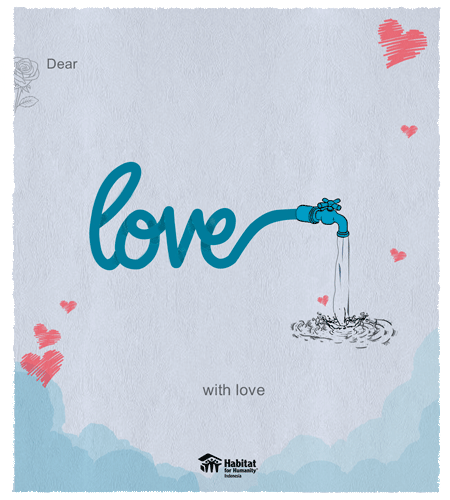 Dear
love
with love
Habitat
for Humanity®
Indonesia